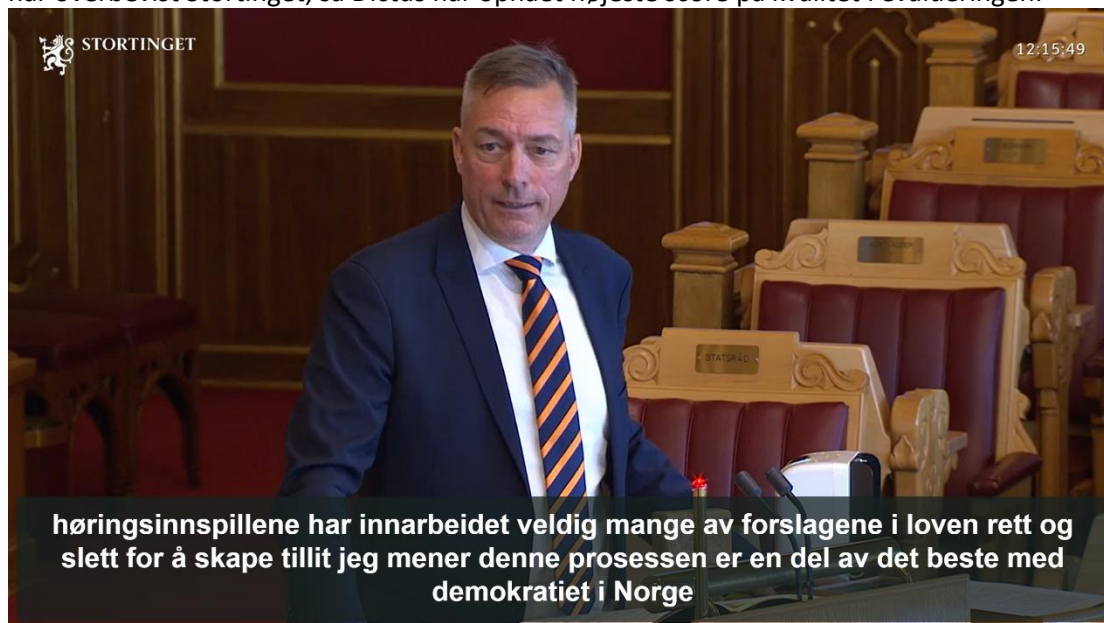 STORTINGET
12:15:49
STATSRÅD
høringsinnspillene har innarbeidet veldig mange av forslagene i loven rett og
slett for å skape tillit jeg mener denne prosessen er en del av det beste med
demokratiet i Norge